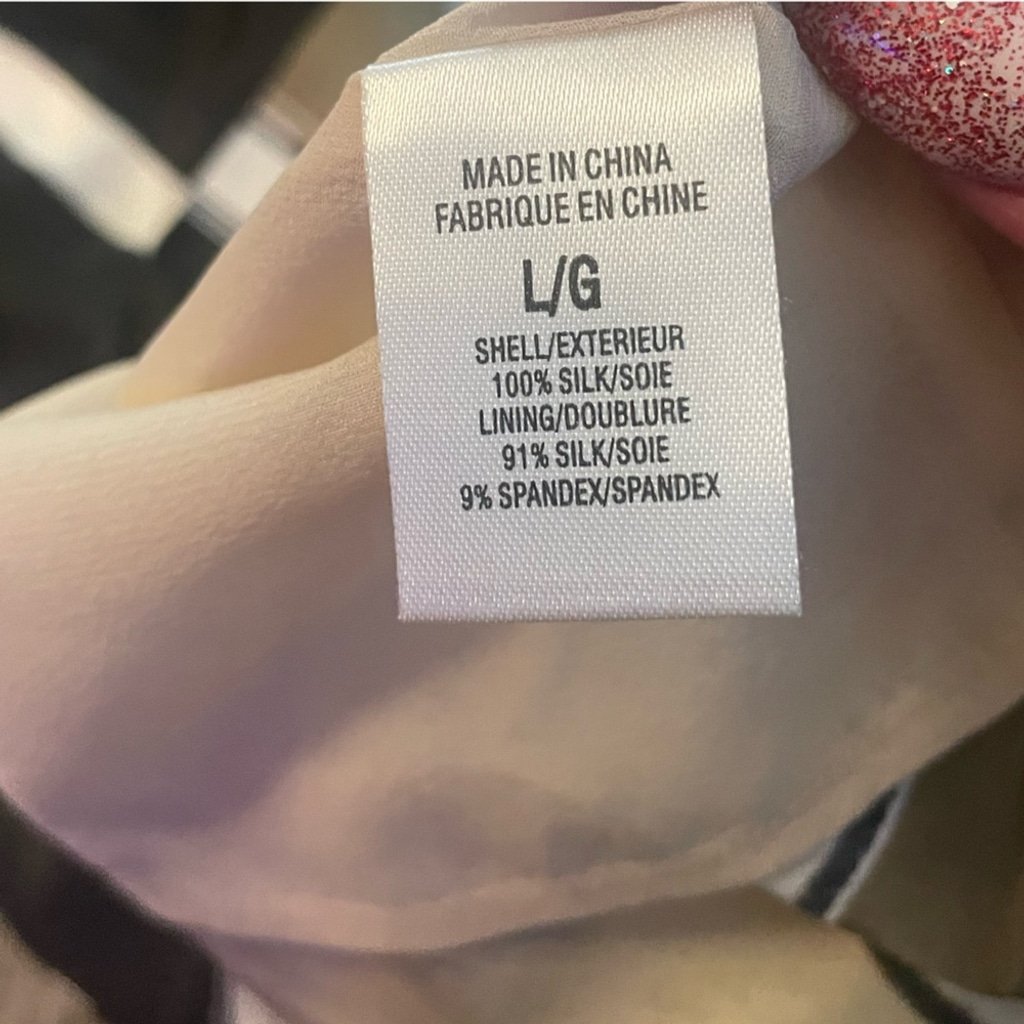 MADE IN CHINA
FABRIQUE EN CHINE
L/G
SHELL/EXTERIEUR
100% SILK/SOIE
LINING/DOUBLURE
91% SILK/SOIE
9% SPANDEX/SPANDEX